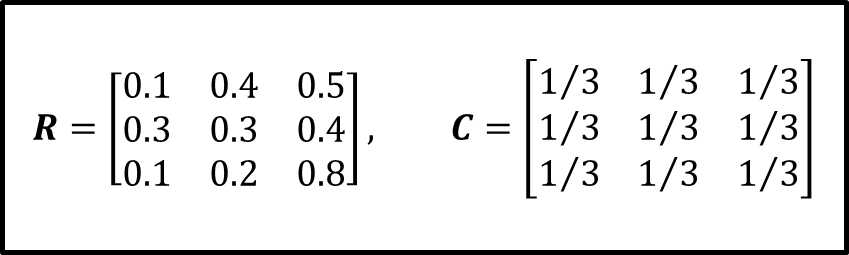 R = [0.1 0.4 0.5
0.3 0.3 0.4
0.1 0.2 0.8], C = [1/3 1/3 1/3
1/3 1/3 1/3
1/3 1/3 1/3]